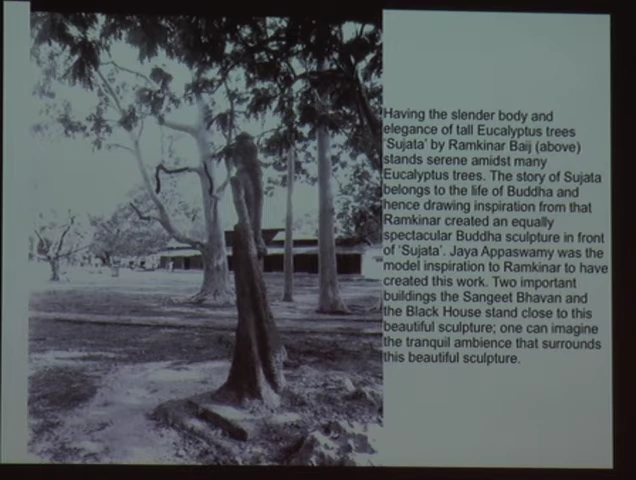 Having the slender body and
elegance of tall Eucalyptus trees
'Sujata' by Ramkinar Baij (above)
stands serene amidst many
Eucalyptus trees. The story of Sujata
belongs to the life of Buddha and
hence drawing inspiration from that
Ramkinar created an equally
spectacular Buddha sculpture in front
of 'Sujata'. Jaya Appaswamy was the
model inspiration to Ramkinar to have
created this work. Two important
buildings the Sangeet Bhavan and
the Black House stand close to this
beautiful sculpture; one can imagine
the tranquil ambience that surrounds
this beautiful sculpture.